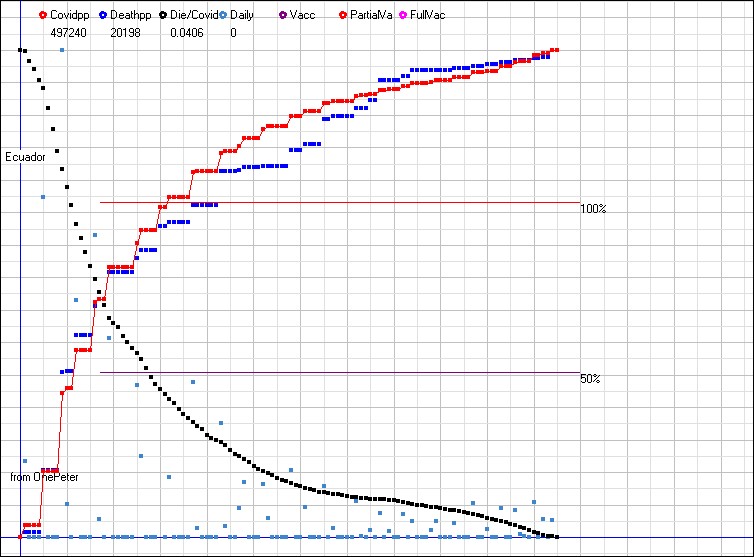 Covidpp Deathpp Die/Covid Daily Vacc PartialVa FullVac
497240 20198 0.0406 0
Ecuador
100%
50%
from OnePeter